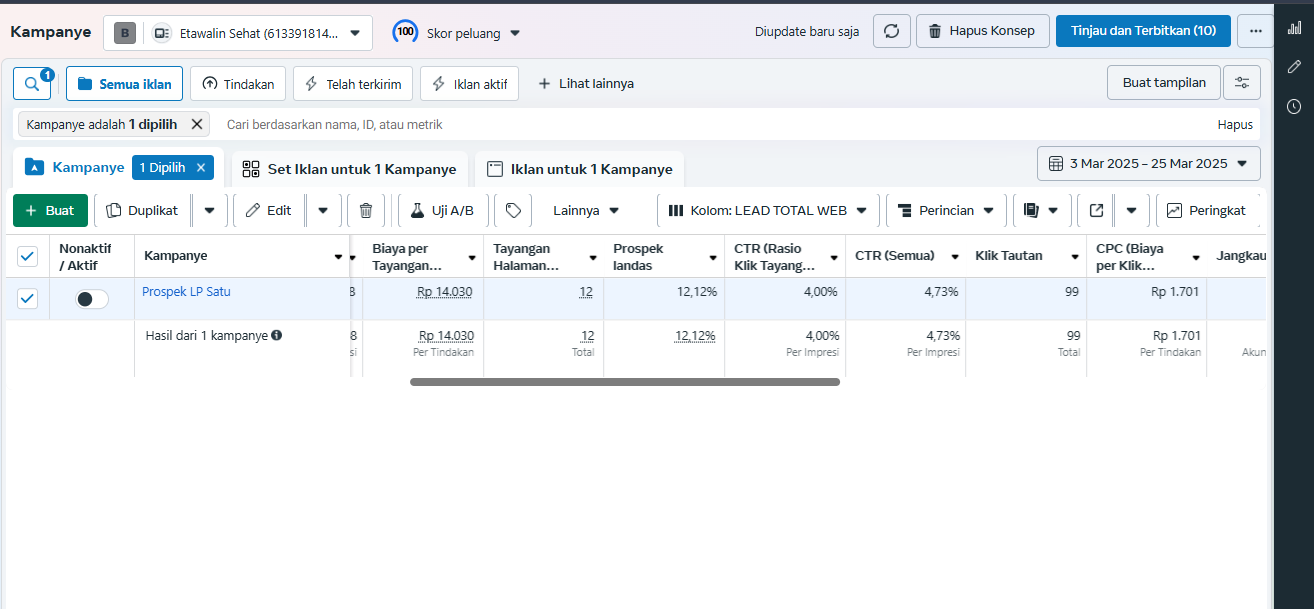 Kampanye
B
Etawalin Sehat (613391814...
100
Skor peluang
Diupdate baru saja
Hapus Konsep
Tinjau dan Terbitkan (10)
...
1
Semua iklan
Tindakan
Telah terkirim
Iklan aktif
+ Lihat lainnya
Buat tampilan
Kampanye adalah 1 dipilih
Cari berdasarkan nama, ID, atau metrik
Hapus
Kampanye
1 Dipilih
Set Iklan untuk 1 Kampanye
Iklan untuk 1 Kampanye
3 Mar 2025 – 25 Mar 2025
+ Buat
Duplikat
Edit
Uji A/B
Lainnya
Kolom: LEAD TOTAL WEB
Perincian
Peringkat
Nonaktif / Aktif
Kampanye
Biaya per Tayangan...
Tayangan Halaman...
Prospek landas
CTR (Rasio Klik Tayang...
CTR (Semua)
Klik Tautan
CPC (Biaya per Klik...
Jangkau
Prospek LP Satu
8
Rp 14.030
12
12,12%
4,00%
4,73%
99
Rp 1.701
Hasil dari 1 kampanye
8
si
Rp 14.030
Per Tindakan
12
Total
12,12%
4,00%
Per Impresi
4,73%
Per Impresi
99
Total
Rp 1.701
Per Tindakan
Akun